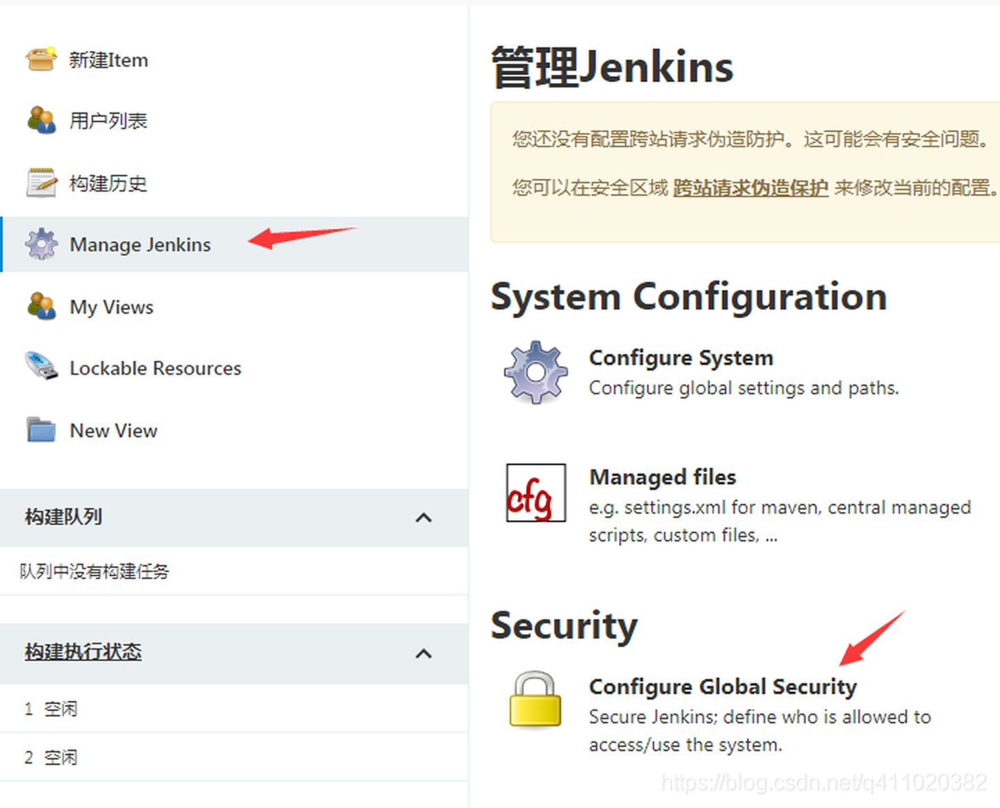 新建Item
用户列表
构建历史
Manage Jenkins
My Views
Lockable Resources
New View
构建队列
队列中没有构建任务
构建执行状态
1 空闲
2 空闲
管理Jenkins
您还没有配置跨站请求伪造防护。这可能会有安全问题。
您可以在安全区域 跨站请求伪造保护 来修改当前的配置。
System Configuration
Configure System
Configure global settings and paths.
cfg
Managed files
e.g. settings.xml for maven, central managed
scripts, custom files, ...
Security
Configure Global Security
Secure Jenkins; define who is allowed to
access/use the system.
https://blog.csdn.net/q411020382